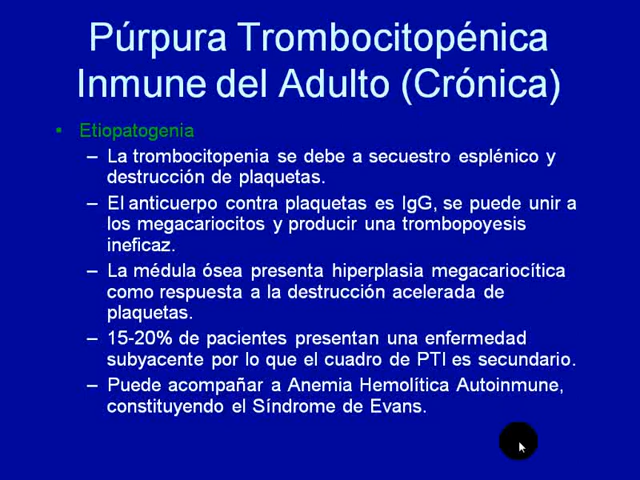 Púrpura Trombocitopénica
Inmune del Adulto (Crónica)
• Etiopatogenia
– La trombocitopenia se debe a secuestro esplénico y
destrucción de plaquetas.
– El anticuerpo contra plaquetas es IgG, se puede unir a
los megacariocitos y producir una trombopoyesis
ineficaz.
– La médula ósea presenta hiperplasia megacariocítica
como respuesta a la destrucción acelerada de
plaquetas.
– 15-20% de pacientes presentan una enfermedad
subyacente por lo que el cuadro de PTI es secundario.
– Puede acompañar a Anemia Hemolítica Autoinmune,
constituyendo el Síndrome de Evans.